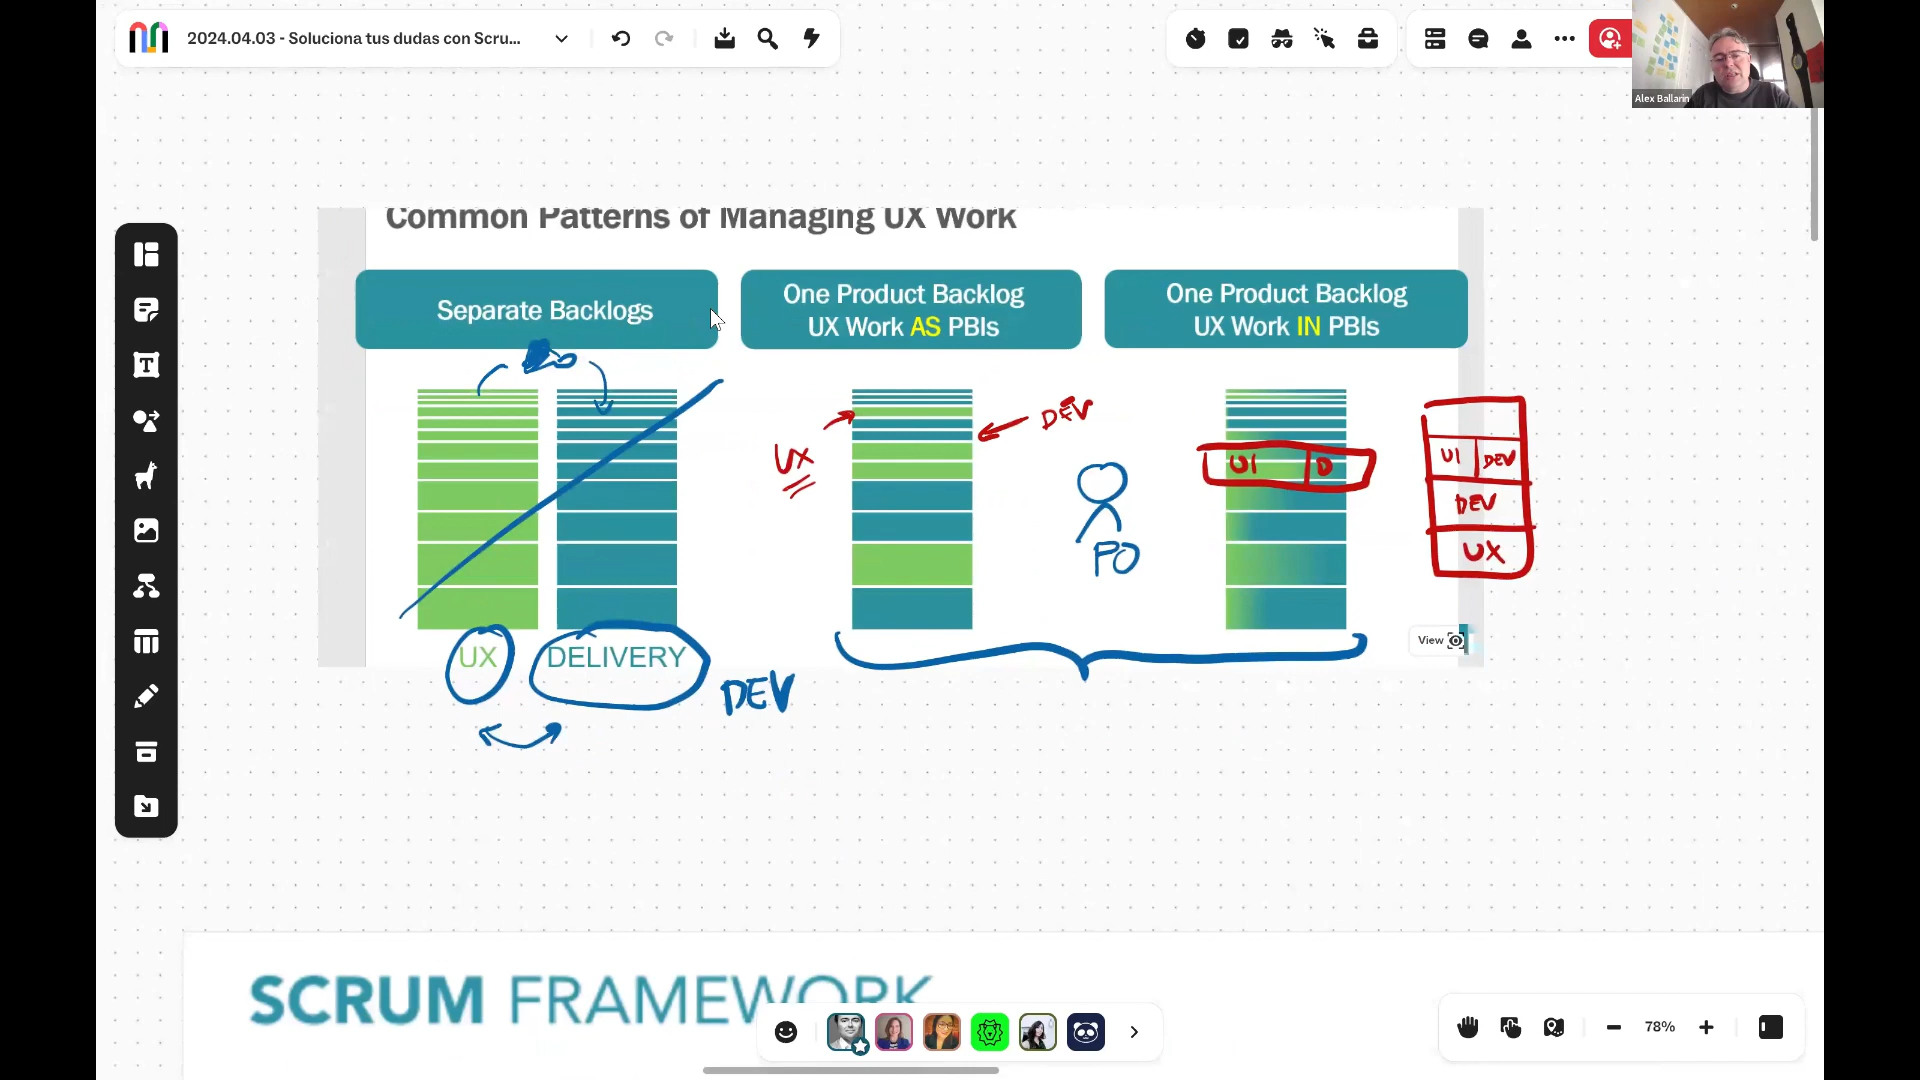 2024.04.03 - Soluciona tus dudas con Scru...
Alex Ballarin
Common Patterns of Managing UX Work
Separate Backlogs
One Product Backlog
UX Work AS PBIs
One Product Backlog
UX Work IN PBIs
UX
DEV
PO
UI D
UI DEV
DEV
UX
View
UX
DELIVERY
DEV
SCRUM FRAMEWORK
78%